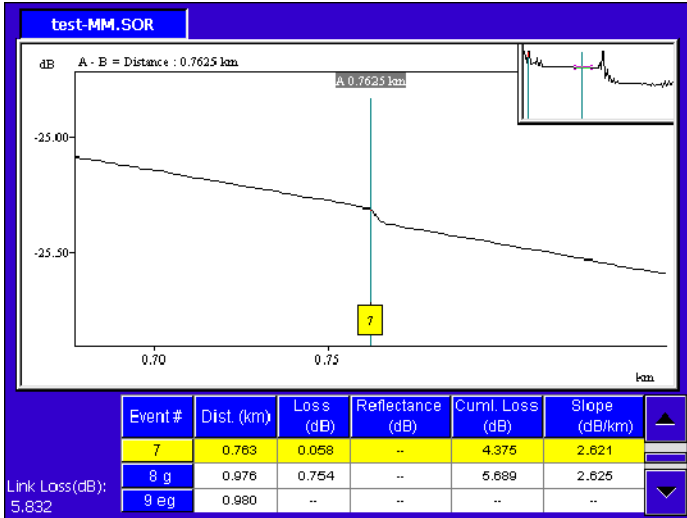 test-MM.SOR
dB A - B = Distance : 0.7625 km
A 0.7625 km
-25.00
-25.50
7
0.70 0.75
km
Event # Dist. (km) Loss (dB) Reflectance (dB) Cuml. Loss (dB) Slope (dB/km)
7 0.763 0.058 -- 4.375 2.621
8 g 0.976 0.754 -- 5.689 2.625
9 eg 0.980 -- -- -- --
Link Loss(dB):
5.832